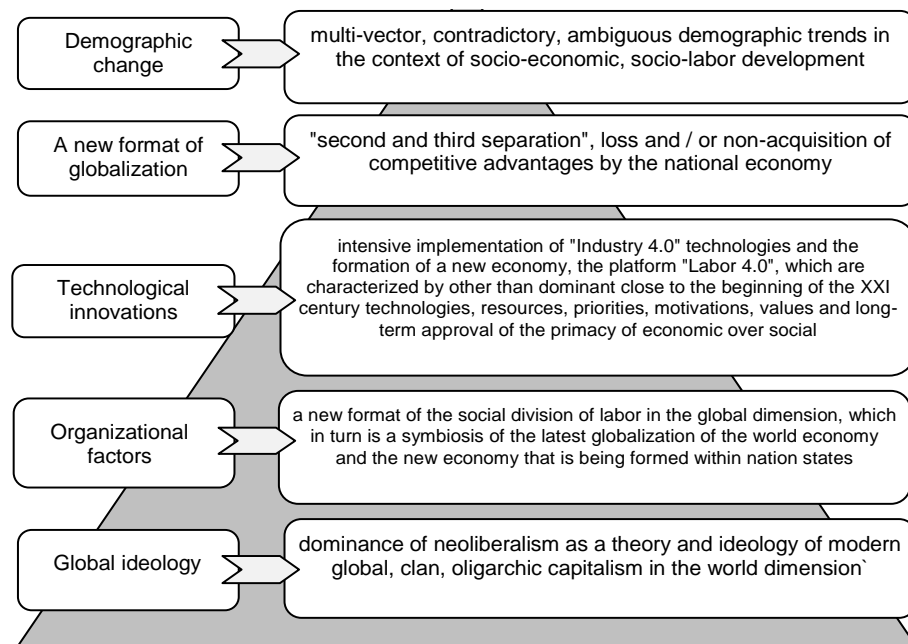 Demographic
change
multi-vector, contradictory, ambiguous demographic trends in
the context of socio-economic, socio-labor development
A new format of
globalization
"second and third separation", loss and / or non-acquisition of
competitive advantages by the national economy
Technological
innovations
intensive implementation of "Industry 4.0" technologies and the
formation of a new economy, the platform "Labor 4.0", which are
characterized by other than dominant close to the beginning of the XXI
century technologies, resources, priorities, motivations, values and long-
term approval of the primacy of economic over social
Organizational
factors
a new format of the social division of labor in the global dimension, which
in turn is a symbiosis of the latest globalization of the world economy
and the new economy that is being formed within nation states
Global ideology
dominance of neoliberalism as a theory and ideology of modern
global, clan, oligarchic capitalism in the world dimension`